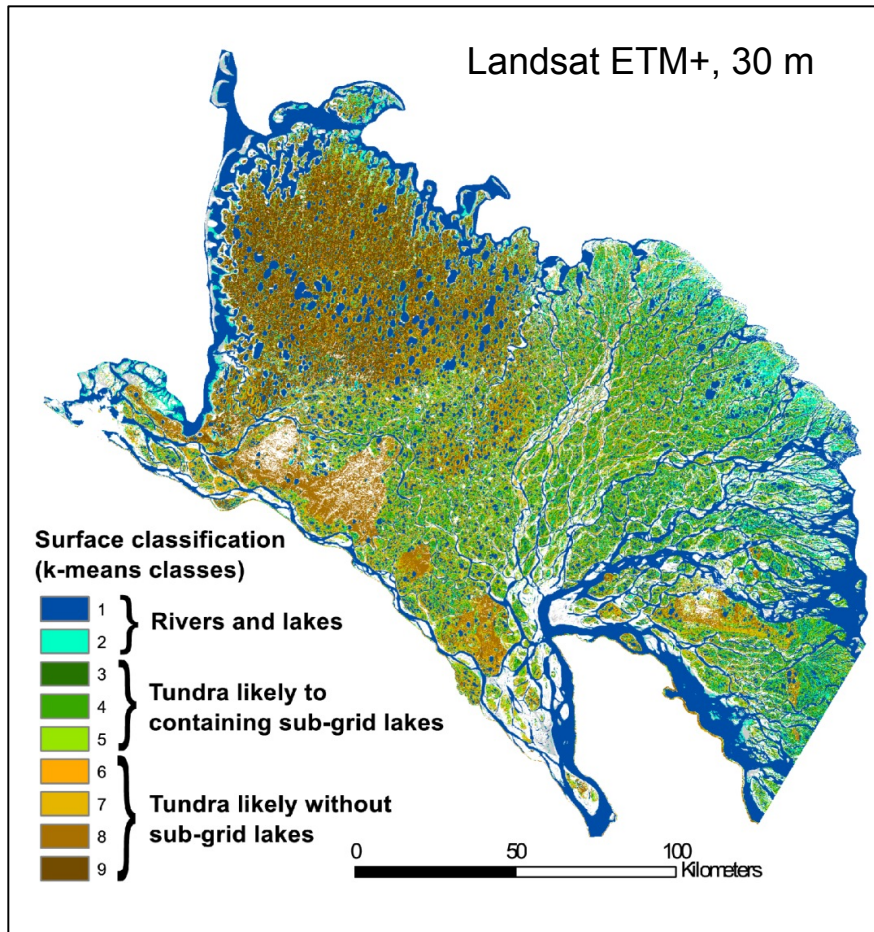 Landsat ETM+, 30 m
Surface classification
(k-means classes)
1
2
Rivers and lakes
3
4
5
Tundra likely to
containing sub-grid lakes
6
7
8
9
Tundra likely without
sub-grid lakes
0 50 100
Kilometers